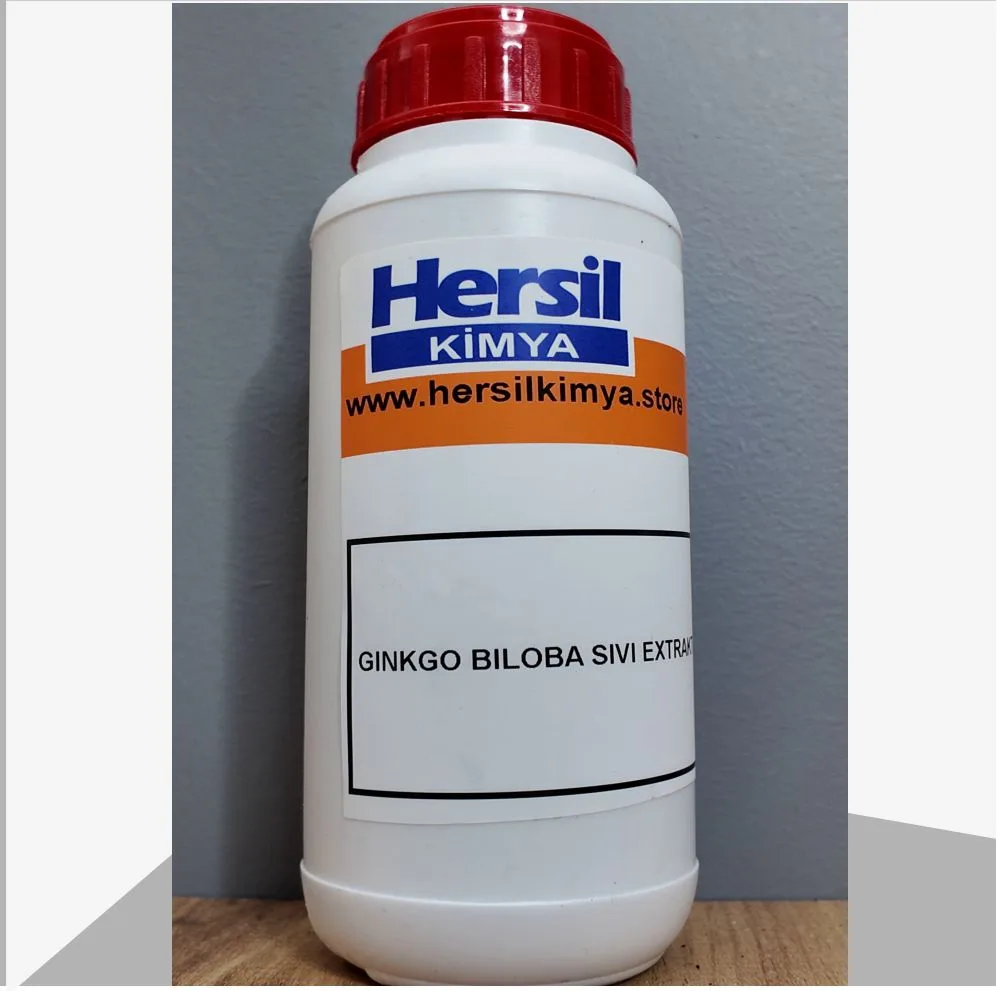 Hersil
KİMYA
www.hersilkimya.store
GINKGO BILOBA SIVI EXTRAKT